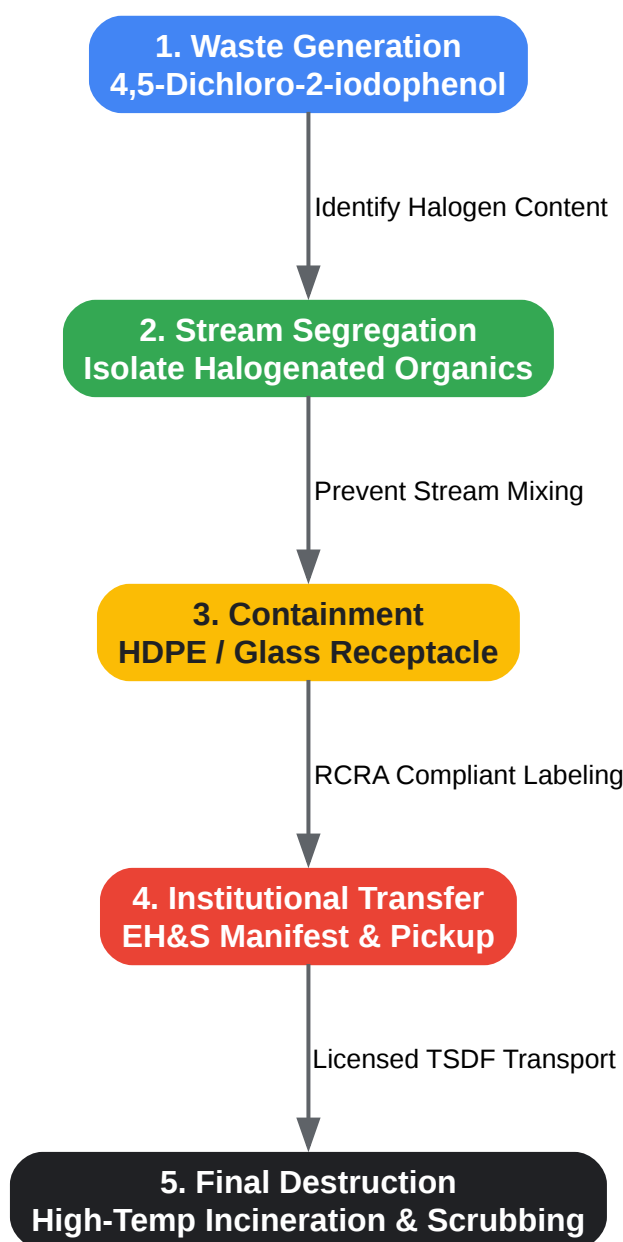 1. Waste Generation
4,5-Dichloro-2-iodophenol
Identify Halogen Content
2. Stream Segregation
Isolate Halogenated Organics
Prevent Stream Mixing
3. Containment
HDPE / Glass Receptacle
RCRA Compliant Labeling
4. Institutional Transfer
EH&S Manifest & Pickup
Licensed TSDF Transport
5. Final Destruction
High-Temp Incineration & Scrubbing